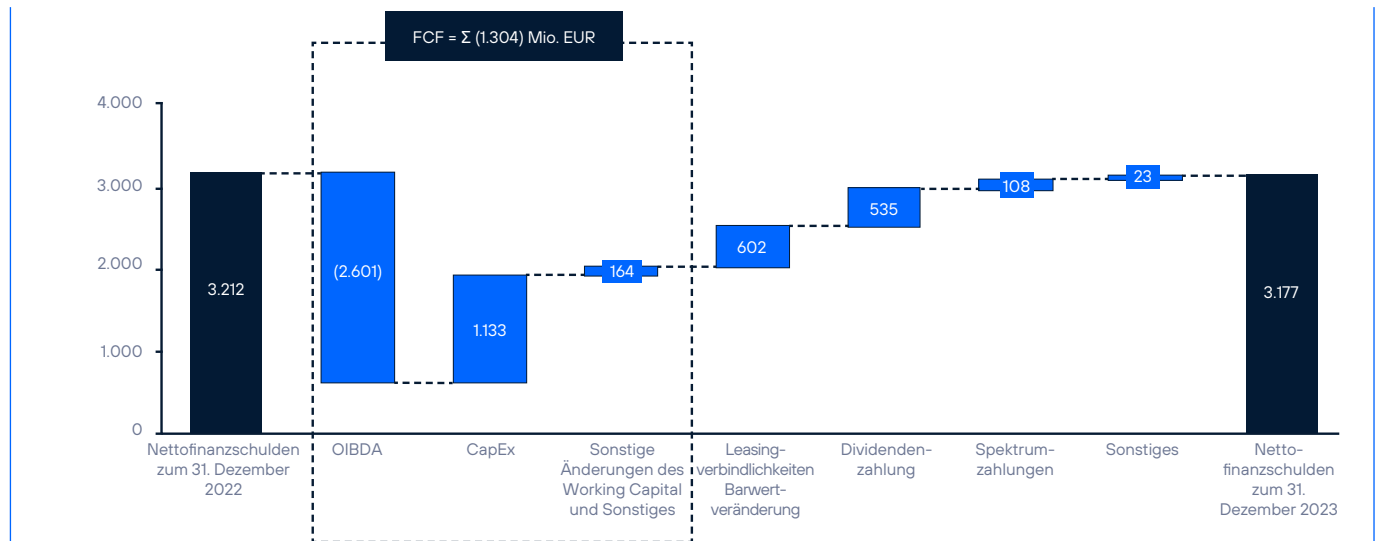 FCF = Σ (1.304) Mio. EUR
4.000
3.000
2.000
1.000
0
3.212
(2.601)
1.133
164
602
535
108
23
3.177
Nettofinanzschulden
zum 31. Dezember
2022
OIBDA
CapEx
Sonstige
Änderungen des
Working Capital
und Sonstiges
Leasing-
verbindlichkeiten
Barwert-
veränderung
Dividenden-
zahlung
Spektrum-
zahlungen
Sonstiges
Netto-
finanzschulden
zum 31.
Dezember 2023